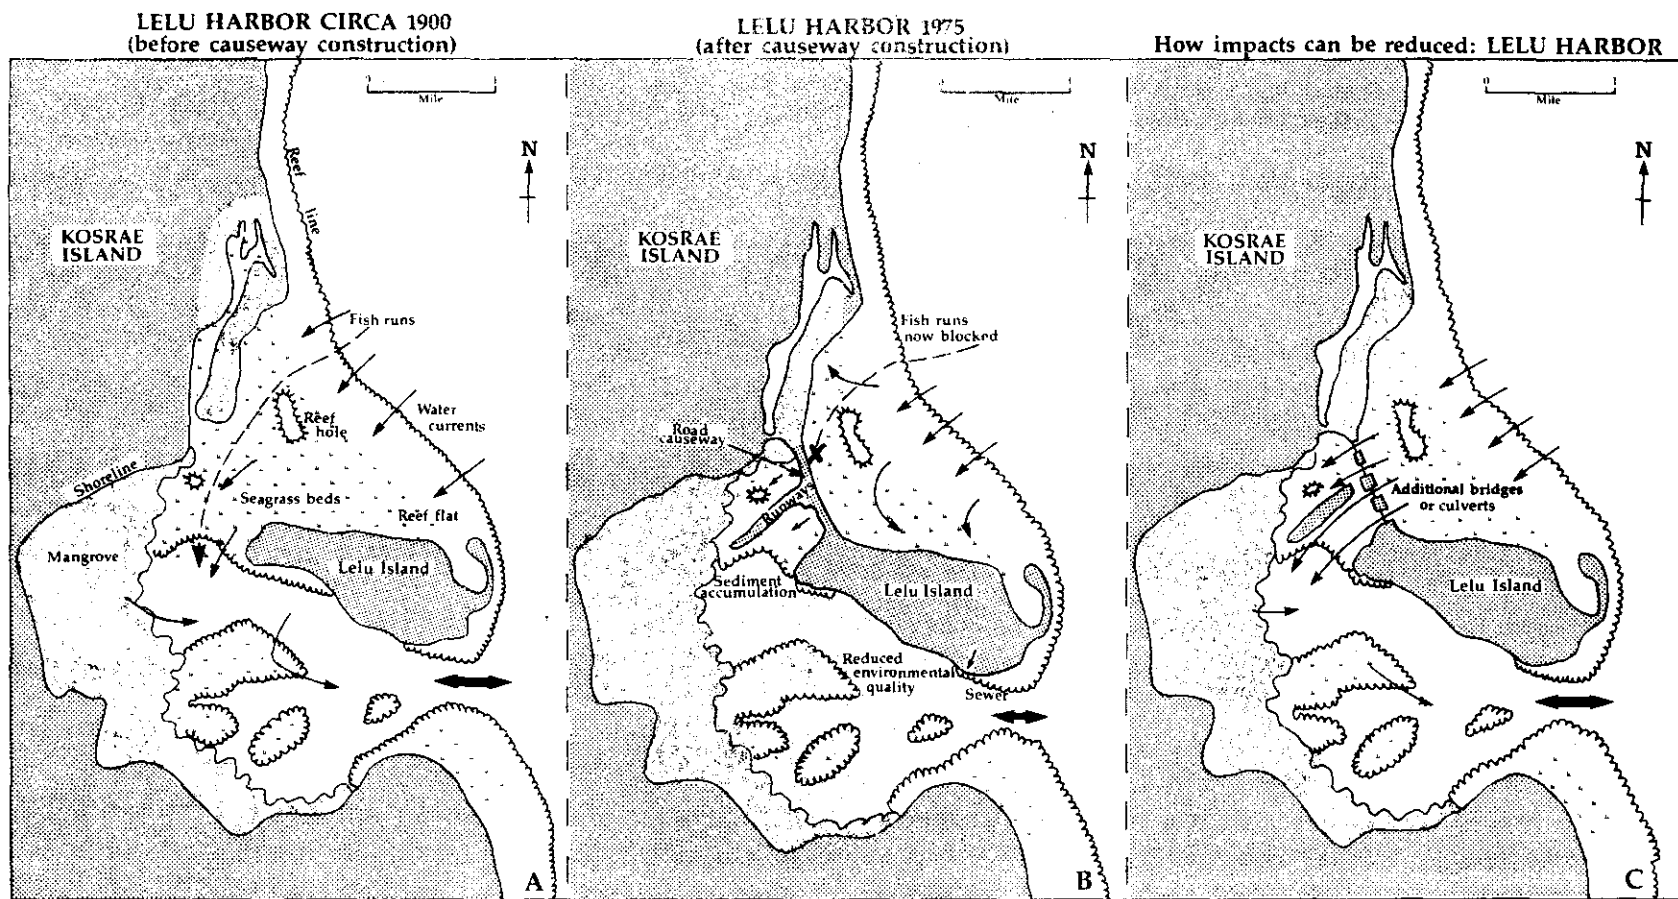 LELU HARBOR CIRCA 1900
(before causeway construction)
Mile
N
Reef
line
KOSRAE
ISLAND
Fish runs
Reef
hole
Water
currents
Shoreline
Seagrass beds
Reef flat
Mangrove
Lelu Island
A
LELU HARBOR 1975
(after causeway construction)
Mile
N
KOSRAE
ISLAND
Fish runs
now blocked
Road
causeway
Runway
Sediment
accumulation
Lelu Island
Reduced
environmental
quality
Sewer
B
How impacts can be reduced: LELU HARBOR
0 1
Mile
N
KOSRAE
ISLAND
Additional bridges
or culverts
Lelu Island
C